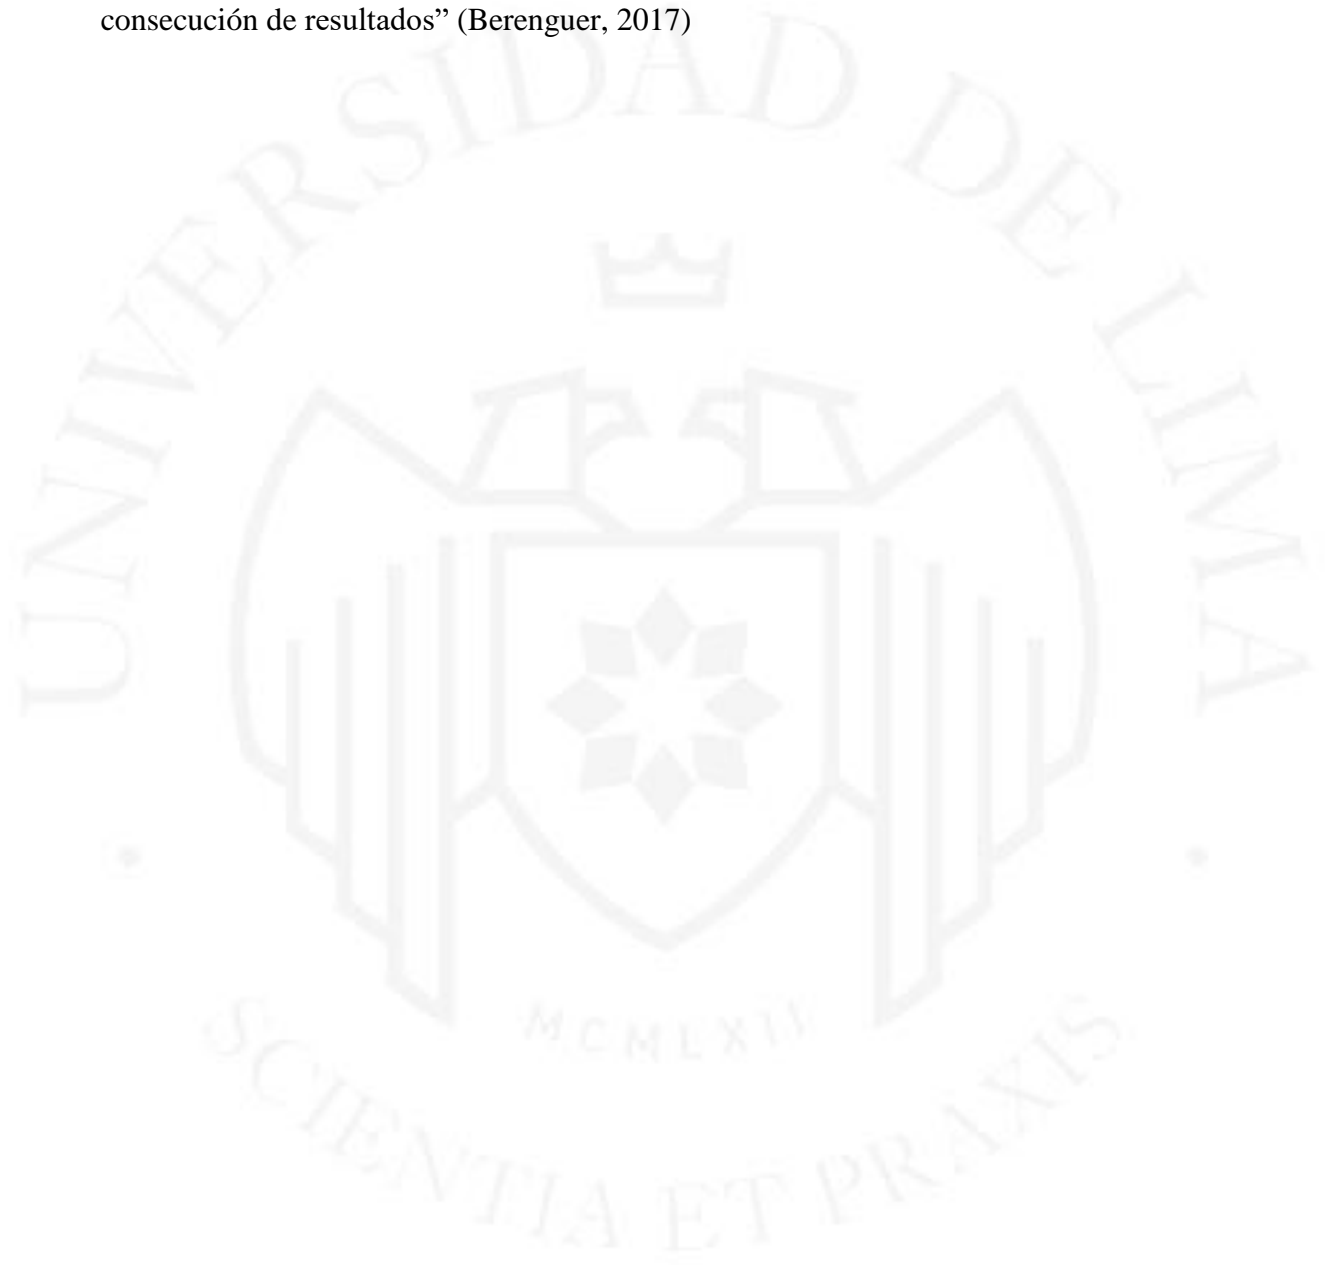 consecución de resultados” (Berenguer, 2017)
UNIVERSIDAD DE LIMA
MCMLXII
SCIENTIA ET PRAXIS